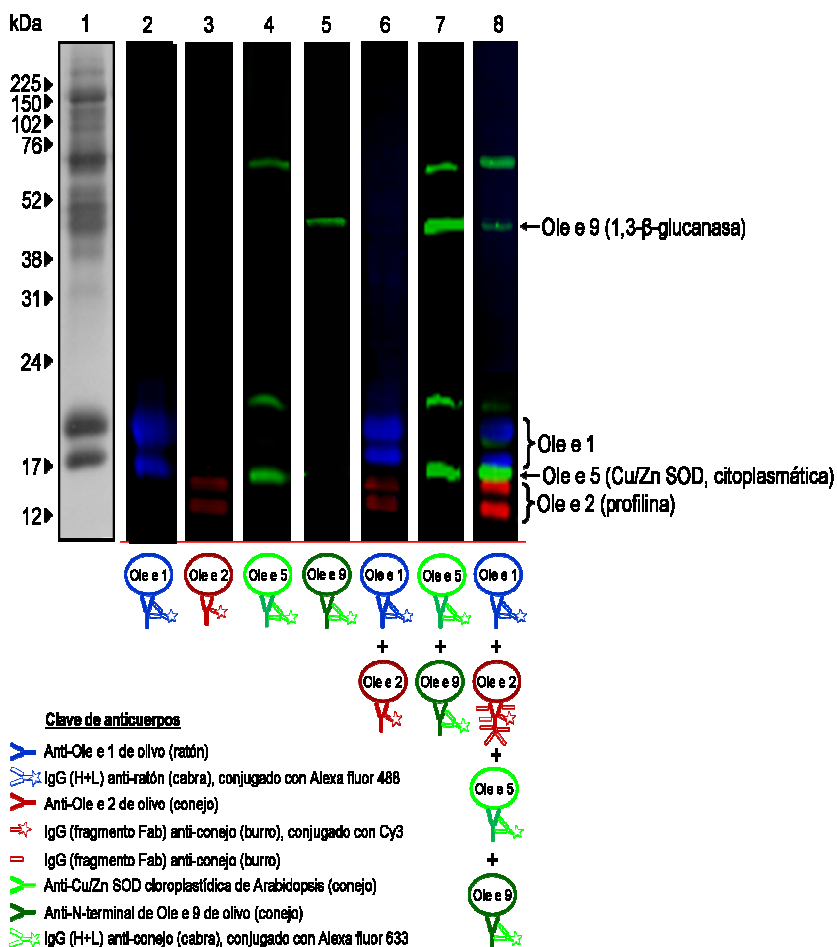 kDa 1 2 3 4 5 6 7 8
225
150
102
76
52
Ole e 9 (1,3-β-glucanasa)
38
31
24
Ole e 1
17
Ole e 5 (Cu/Zn SOD, citoplasmática)
Ole e 2 (profilina)
12
Ole e 1 Ole e 2 Ole e 5 Ole e 9 Ole e 1 Ole e 5 Ole e 1
+ + +
Ole e 2 Ole e 9 Ole e 2
Clave de anticuerpos
Anti-Ole e 1 de olivo (ratón)
+
IgG (H+L) anti-ratón (cabra), conjugado con Alexa fluor 488
Ole e 5
Anti-Ole e 2 de olivo (conejo)
IgG (fragmento Fab) anti-conejo (burro), conjugado con Cy3
IgG (fragmento Fab) anti-conejo (burro)
+
Anti-Cu/Zn SOD cloroplastídica de Arabidopsis (conejo)
Ole e 9
Anti-N-terminal de Ole e 9 de olivo (conejo)
IgG (H+L) anti-conejo (cabra), conjugado con Alexa fluor 633